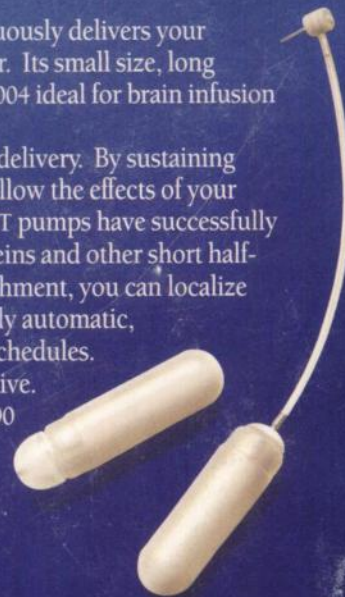 uously delivers your
r. Its small size, long
004 ideal for brain infusion
delivery. By sustaining
llow the effects of your
T pumps have successfully
eins and other short half-
hment, you can localize
ly automatic,
chedules.
ive.
00